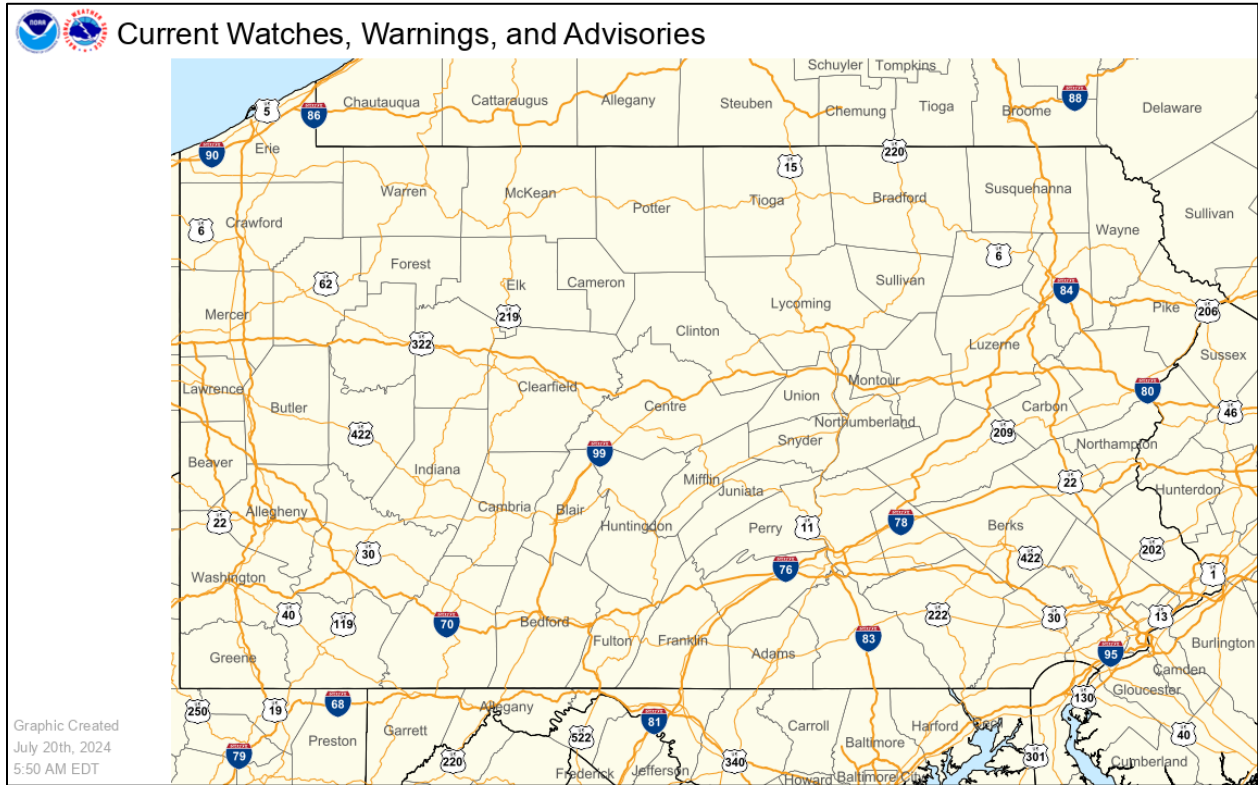 Current Watches, Warnings, and Advisories
Schuyler
Tompkins
Chautauqua
Cattaraugus
Allegany
Steuben
Chemung
Tioga
Broome
88
Delaware
5
86
90
Erie
15
220
Warren
McKean
Potter
Tioga
Bradford
Susquehanna
Sullivan
6
Crawford
Wayne
Forest
6
62
Elk
Cameron
Sullivan
84
Lycoming
Mercer
219
Pike
206
Clinton
322
Luzerne
Sussex
Lawrence
Clearfield
Montour
80
Butler
Centre
Union
Carbon
46
422
Northumberland
209
Snyder
Northampton
99
Beaver
Indiana
Mifflin
22
Juniata
Hunterdon
Allegheny
Cambria
Blair
22
Huntingdon
Perry
11
78
Berks
30
202
422
76
1
Washington
40
119
70
Bedford
222
30
13
Fulton
Franklin
83
Burlington
Greene
Adams
95
Camden
Gloucester
130
250
19
68
Allegany
81
Garrett
Carroll
Harford
Cecil
Preston
522
Baltimore
40
79
220
340
301
Cumberland
Frederick
Jefferson
Howard
Baltimore City
Graphic Created
July 20th, 2024
5:50 AM EDT